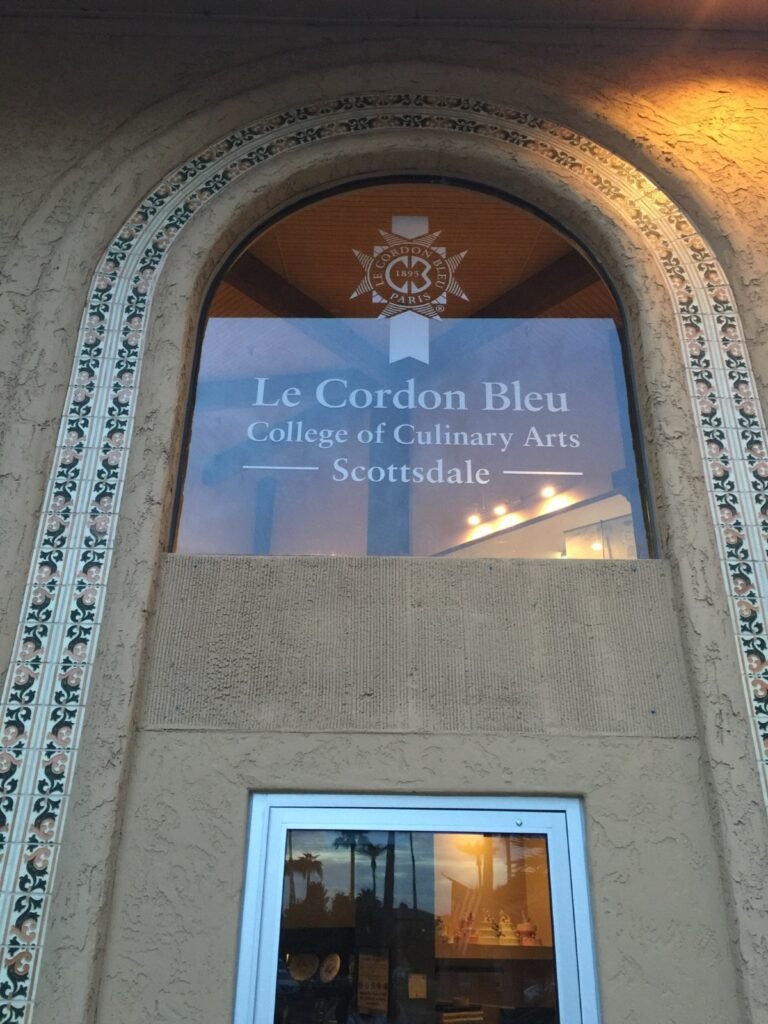 LE CORDON BLEU
1895
PARIS
®
Le Cordon Bleu
College of Culinary Arts
Scottsdale